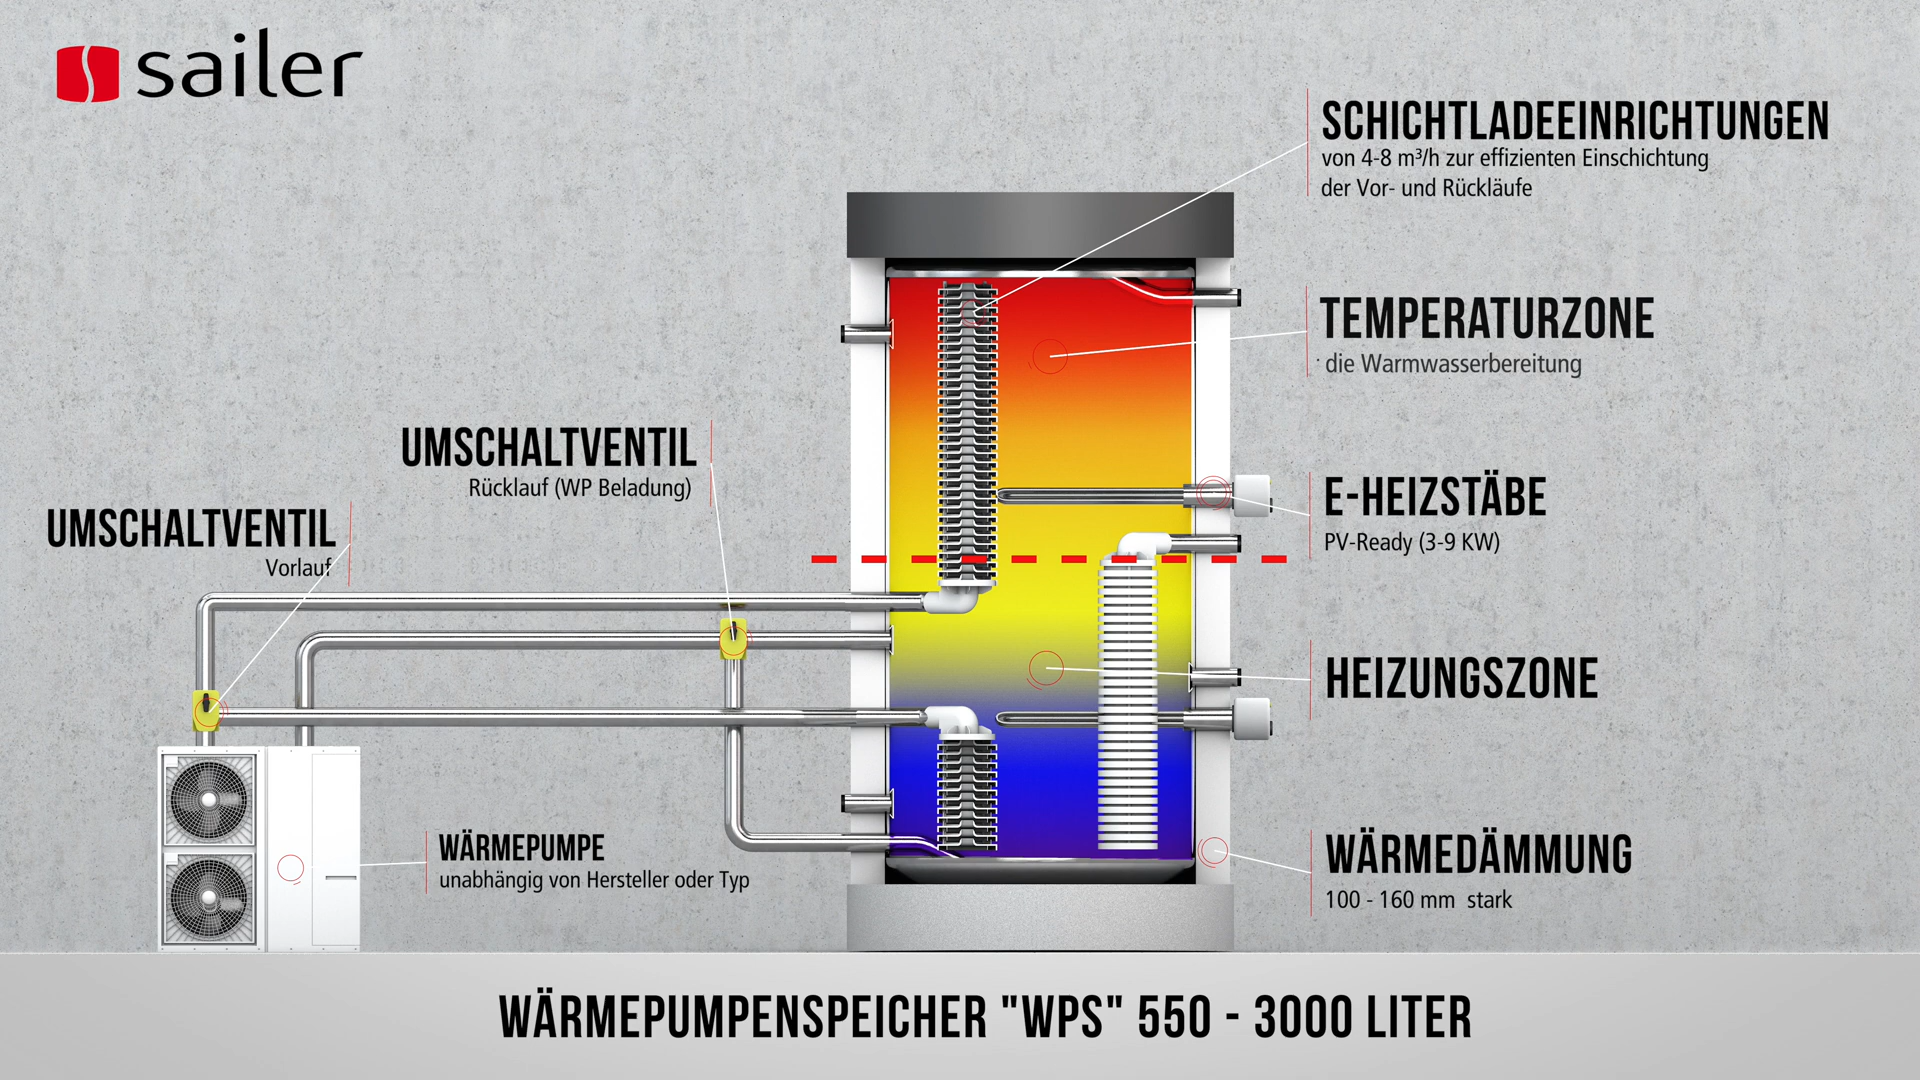 sailer
SCHICHTLADEEINRICHTUNGEN
von 4-8 m³/h zur effizienten Einschichtung
der Vor- und Rückläufe
TEMPERATURZONE
die Warmwasserbereitung
UMSCHALTVENTIL
Rücklauf (WP Beladung)
UMSCHALTVENTIL
Vorlauf
E-HEIZSTÄBE
PV-Ready (3-9 KW)
HEIZUNGSZONE
WÄRMEPUMPE
unabhängig von Hersteller oder Typ
WÄRMEDÄMMUNG
100 - 160 mm stark
WÄRMEPUMPENSPEICHER "WPS" 550 - 3000 LITER